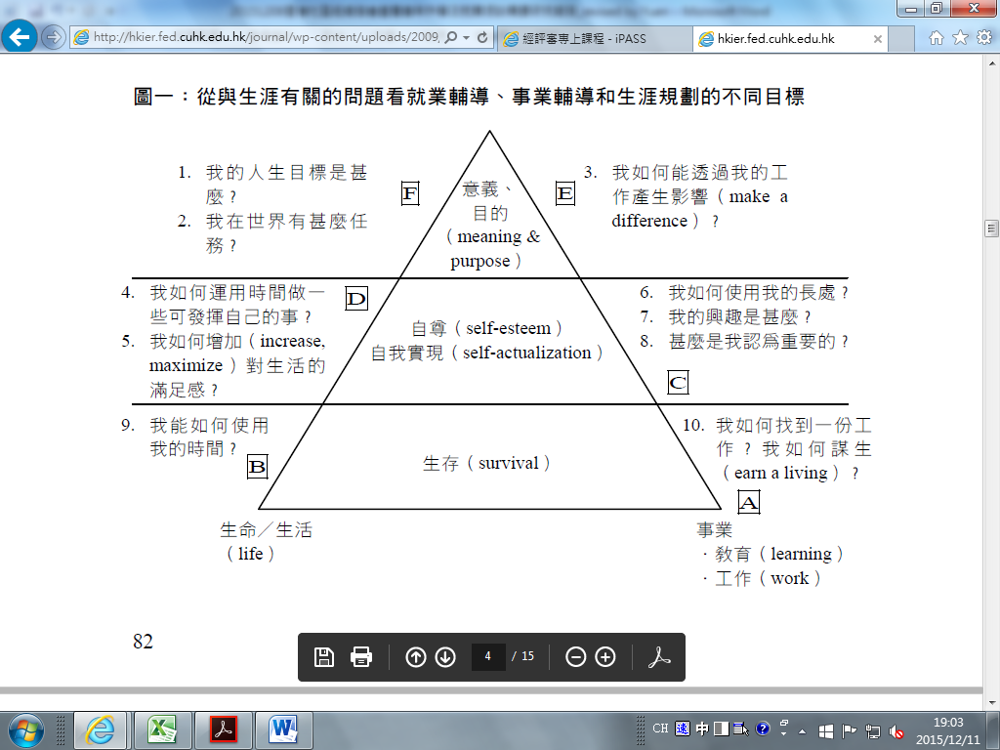 http://hkier.fed.cuhk.edu.hk/journal/wp-content/uploads/2009,
經評審專上課程 - iPASS
hkier.fed.cuhk.edu.hk
圖一：從與生涯有關的問題看就業輔導、事業輔導和生涯規劃的不同目標
1. 我的人生目標是甚
麼？
2. 我在世界有甚麼任
務？
F
意義、
目的
（meaning &
purpose）
E
3. 我如何能透過我的工
作產生影響（make a
difference）？
4. 我如何運用時間做一
些可發揮自己的事？
5. 我如何增加（increase,
maximize）對生活的
滿足感？
D
自尊（self-esteem）
自我實現（self-actualization）
6. 我如何使用我的長處？
7. 我的興趣是甚麼？
8. 甚麼是我認爲重要的？
C
9. 我能如何使用
我的時間？
B
生存（survival）
10. 我如何找到一份工
作？我如何謀生
（earn a living）？
A
生命／生活
（life）
事業
·教育（learning）
·工作（work）
82
4 / 15
CH 速 中
19:03
2015/12/11